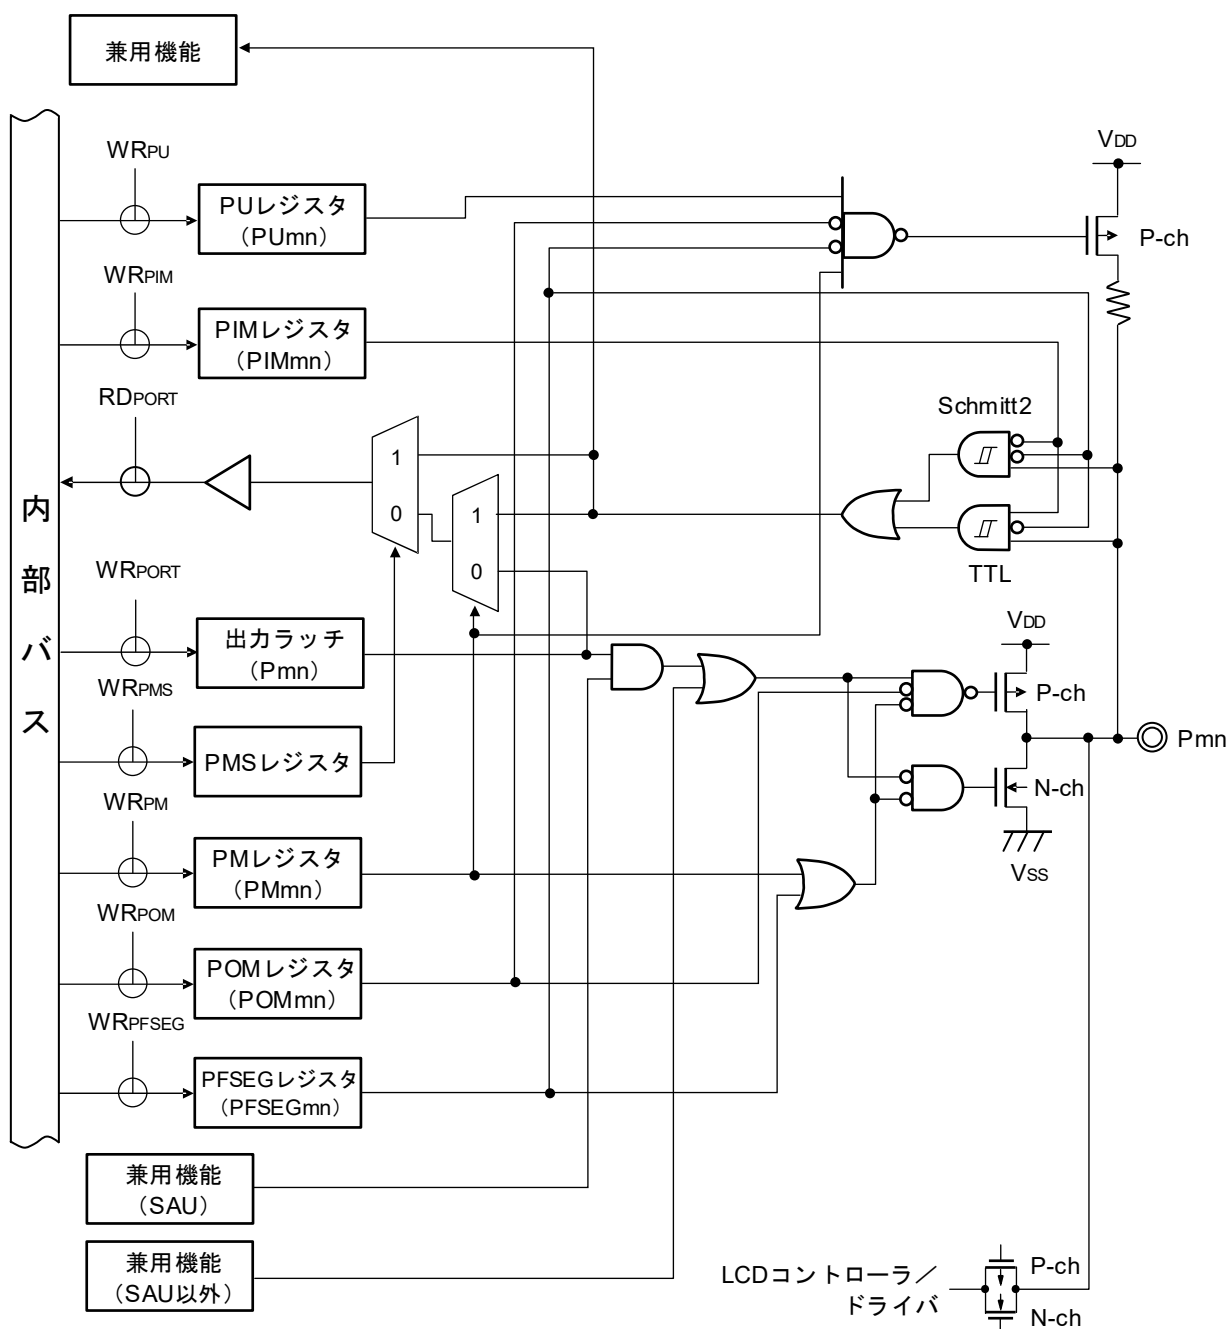 兼用機能
WRPU
PUレジスタ
（PUmn）
VDD
P-ch
WRPIM
PIMレジスタ
（PIMmn）
RDPORT
Schmitt2
1
0
1
0
TTL
内部バス
WRPORT
出力ラッチ
（Pmn）
VDD
P-ch
Pmn
WRPMS
PMSレジスタ
N-ch
VSS
WRPM
PMレジスタ
（PMmn）
WRPOM
POMレジスタ
（POMmn）
WRPFSEG
PFSEGレジスタ
（PFSEGmn）
兼用機能
（SAU）
兼用機能
（SAU以外）
LCDコントローラ／
ドライバ
P-ch
N-ch